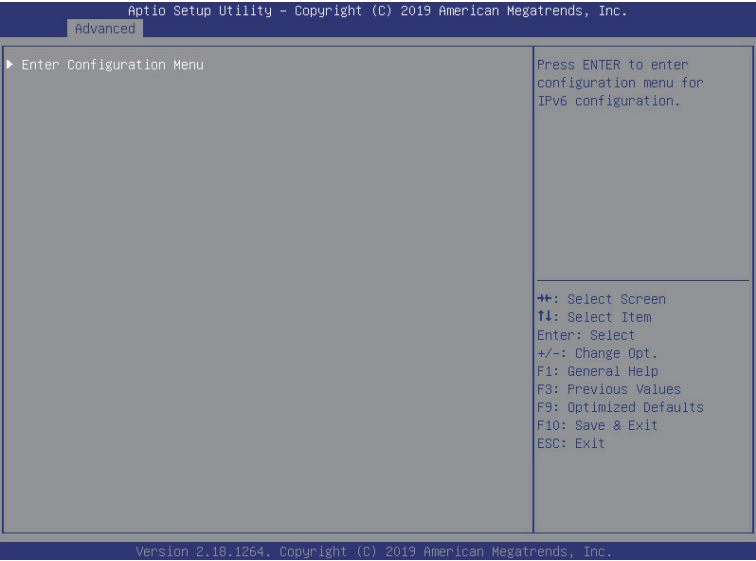 Aptio Setup Utility – Copyright (C) 2019 American Megatrends, Inc.
Advanced
▶ Enter Configuration Menu
Press ENTER to enter
configuration menu for
IPv6 configuration.
→←: Select Screen
↑↓: Select Item
Enter: Select
+/-: Change Opt.
F1: General Help
F3: Previous Values
F9: Optimized Defaults
F10: Save & Exit
ESC: Exit
Version 2.18.1264. Copyright (C) 2019 American Megatrends, Inc.